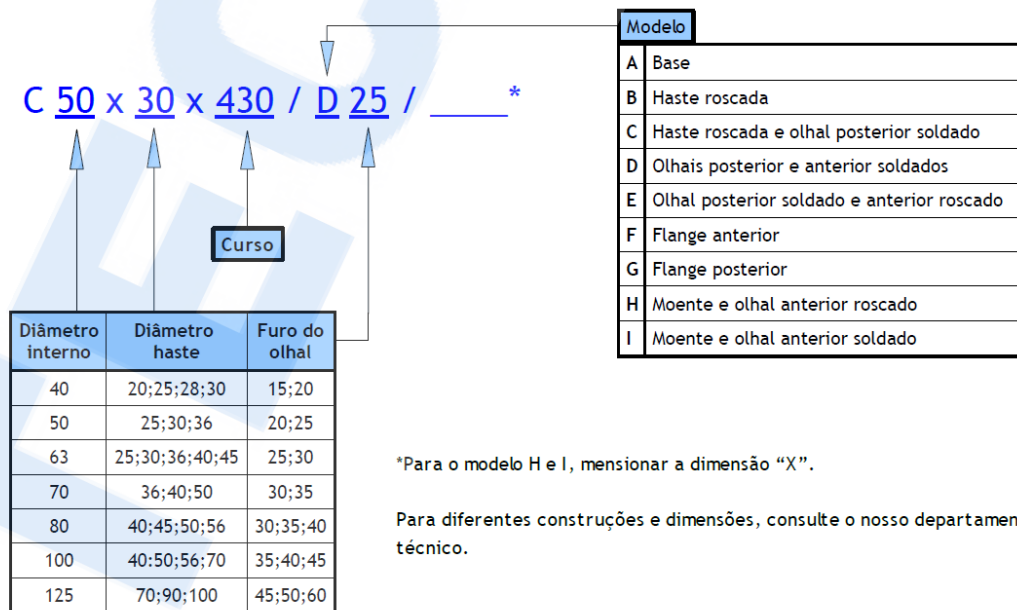 Modelo
A Base
B Haste roscada
C Haste roscada e olhal posterior soldado
D Olhais posterior e anterior soldados
E Olhal posterior soldado e anterior roscado
F Flange anterior
G Flange posterior
H Moente e olhal anterior roscado
I Moente e olhal anterior soldado
C 50 x 30 x 430 / D 25 / _____*
Curso
Diâmetro interno Diâmetro haste Furo do olhal
40 20;25;28;30 15;20
50 25;30;36 20;25
63 25;30;36;40;45 25;30
70 36;40;50 30;35
80 40;45;50;56 30;35;40
100 40:50;56;70 35;40;45
125 70;90;100 45;50;60
*Para o modelo H e I, mensionar a dimensão “X”.
Para diferentes construções e dimensões, consulte o nosso departamen
técnico.